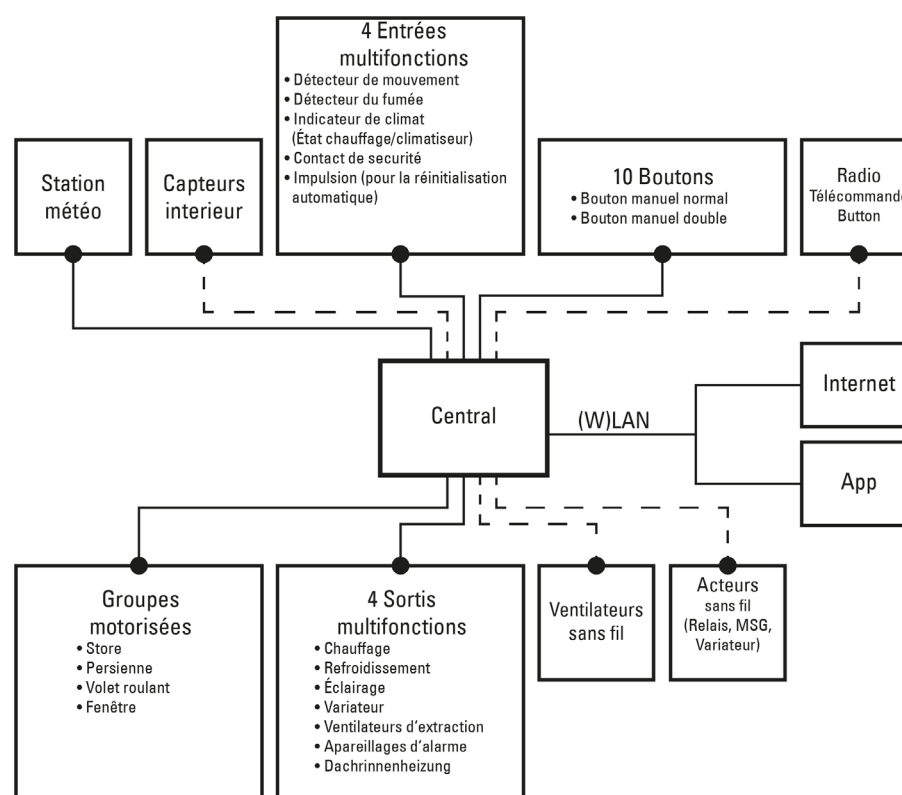 4 Entrées
multifonctions
• Détecteur de mouvement
• Détecteur du fumée
• Indicateur de climat
(État chauffage/climatiseur)
• Contact de securité
• Impulsion (pour la réinitialisation
automatique)
Station
météo
Capteurs
interieur
10 Boutons
• Bouton manuel normal
• Bouton manuel double
Radio
Télécommande
Button
Central
(W)LAN
Internet
App
Groupes
motorisées
• Store
• Persienne
• Volet roulant
• Fenêtre
4 Sortis
multifonctions
• Chauffage
• Refroidissement
• Éclairage
• Variateur
• Ventilateurs d'extraction
• Apareillages d'alarme
• Dachrinnenheizung
Ventilateurs
sans fil
Acteurs
sans fil
(Relais, MSG,
Variateur)